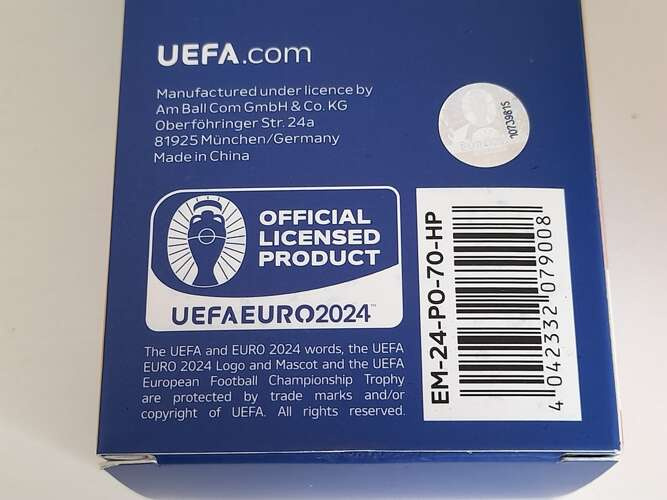 UEFA.com
Manufactured under licence by
Am Ball Com GmbH & Co. KG
Oberföhringer Str. 24a
81925 München/Germany
Made in China
10739815
OFFICIAL
LICENSED
PRODUCT
UEFAEURO2024™
The UEFA and EURO 2024 words, the UEFA
EURO 2024 Logo and Mascot and the UEFA
European Football Championship Trophy
are protected by trade marks and/or
copyright of UEFA. All rights reserved.
EM-24-PO-70-HP
4 042332 079008